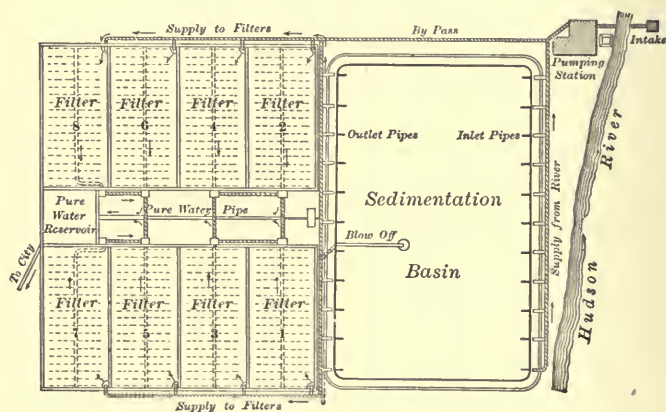 Supply to Filters
By Pass
Intake
Pumping
Station
Filter
8
Filter
6
Filter
4
Filter
2
Outlet Pipes
Inlet Pipes
River
Sedimentation
Basin
Supply from River
Pure
Water
Reservoir
Pure Water Pipe
Blow Off
To City
Hudson
Filter
7
Filter
5
Filter
3
Filter
1
Supply to Filters